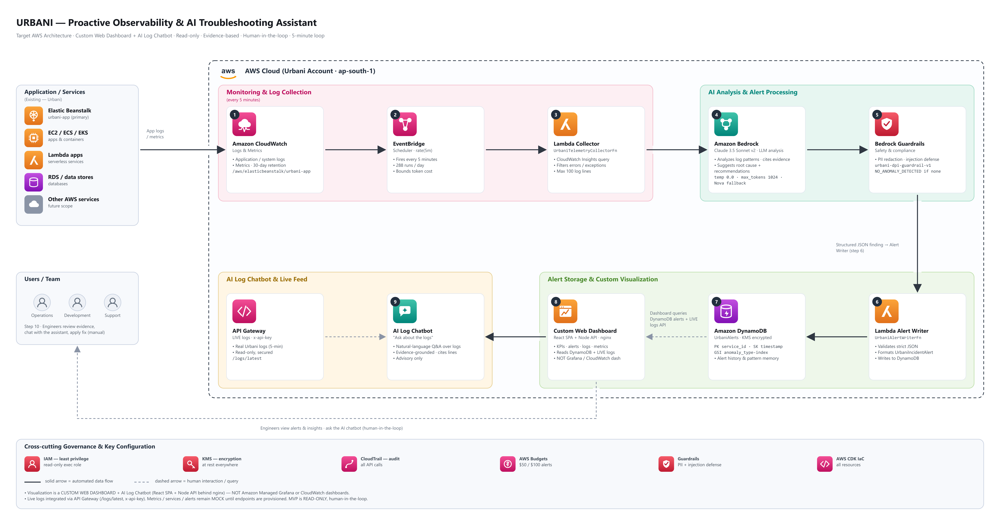 URBANI — Proactive Observability & AI Troubleshooting Assistant
Target AWS Architecture · Custom Web Dashboard + AI Log Chatbot · Read-only · Evidence-based · Human-in-the-loop · 5-minute loop
aws
AWS Cloud (Urbani Account · ap-south-1)
Application / Services
(Existing — Urbani)
Elastic Beanstalk
urbani-app (primary)
EC2 / ECS / EKS
apps & containers
Lambda apps
serverless services
RDS / data stores
databases
Other AWS services
future scope
App logs
/ metrics
Monitoring & Log Collection
(every 5 minutes)
1
Amazon CloudWatch
Logs & Metrics
• Application / system logs
• Metrics · 30-day retention
/aws/elasticbeanstalk/urbani-app
2
EventBridge
Scheduler · rate(5m)
• Fires every 5 minutes
• 288 runs / day
• Bounds token cost
3
Lambda Collector
UrbaniTelemetryCollectorFn
• CloudWatch Insights query
• Filters errors / exceptions
• Max 100 log lines
AI Analysis & Alert Processing
4
Amazon Bedrock
Claude 3.5 Sonnet v2 · LLM analysis
• Analyzes log patterns · cites evidence
• Suggests root cause +
recommendations
temp 0.0 · max_tokens 1024 ·
Nova fallback
5
Bedrock Guardrails
Safety & compliance
• PII redaction · injection defense
urbani-dpi-guardrail-v1
NO_ANOMALY_DETECTED if none
Structured JSON finding → Alert
Writer (step 6)
Users / Team
Operations
Development
Support
Step 10 · Engineers review evidence,
chat with the assistant, apply fix (manual)
AI Log Chatbot & Live Feed
API Gateway
LIVE logs · x-api-key
• Real Urbani logs (5-min)
• Read-only, secured
/logs/latest
9
AI Log Chatbot
"Ask about the logs"
• Natural-language Q&A over logs
• Evidence-grounded · cites lines
• Advisory only
Alert Storage & Custom Visualization
8
Custom Web Dashboard
React SPA + Node API · nginx
• KPIs · alerts · logs · metrics
• Reads DynamoDB + LIVE logs
• NOT Grafana / CloudWatch dash
Dashboard queries
DynamoDB alerts + LIVE
logs API
7
Amazon DynamoDB
UrbaniAlerts · KMS encrypted
PK service_id · SK timestamp
GSI anomaly_type-index
• Alert history & pattern memory
6
Lambda Alert Writer
UrbaniAlertWriterFn
• Validates strict JSON
• Formats UrbaniIncidentAlert
• Writes to DynamoDB
Engineers view alerts & insights · ask the AI chatbot (human-in-the-loop)
Cross-cutting Governance & Key Configuration
IAM — least privilege
read-only exec role
KMS — encryption
at rest everywhere
CloudTrail — audit
all API calls
AWS Budgets
$50 / $100 alerts
Guardrails
PII + injection defense
AWS CDK IaC
all resources
solid arrow = automated data flow
dashed arrow = human interaction / query
• Visualization is a CUSTOM WEB DASHBOARD + AI Log Chatbot (React SPA + Node API behind nginx) — NOT Amazon Managed Grafana or CloudWatch dashboards.
• Live logs integrated via API Gateway (/logs/latest, x-api-key). Metrics / services / alerts remain MOCK until endpoints are provisioned. MVP is READ-ONLY, human-in-the-loop.